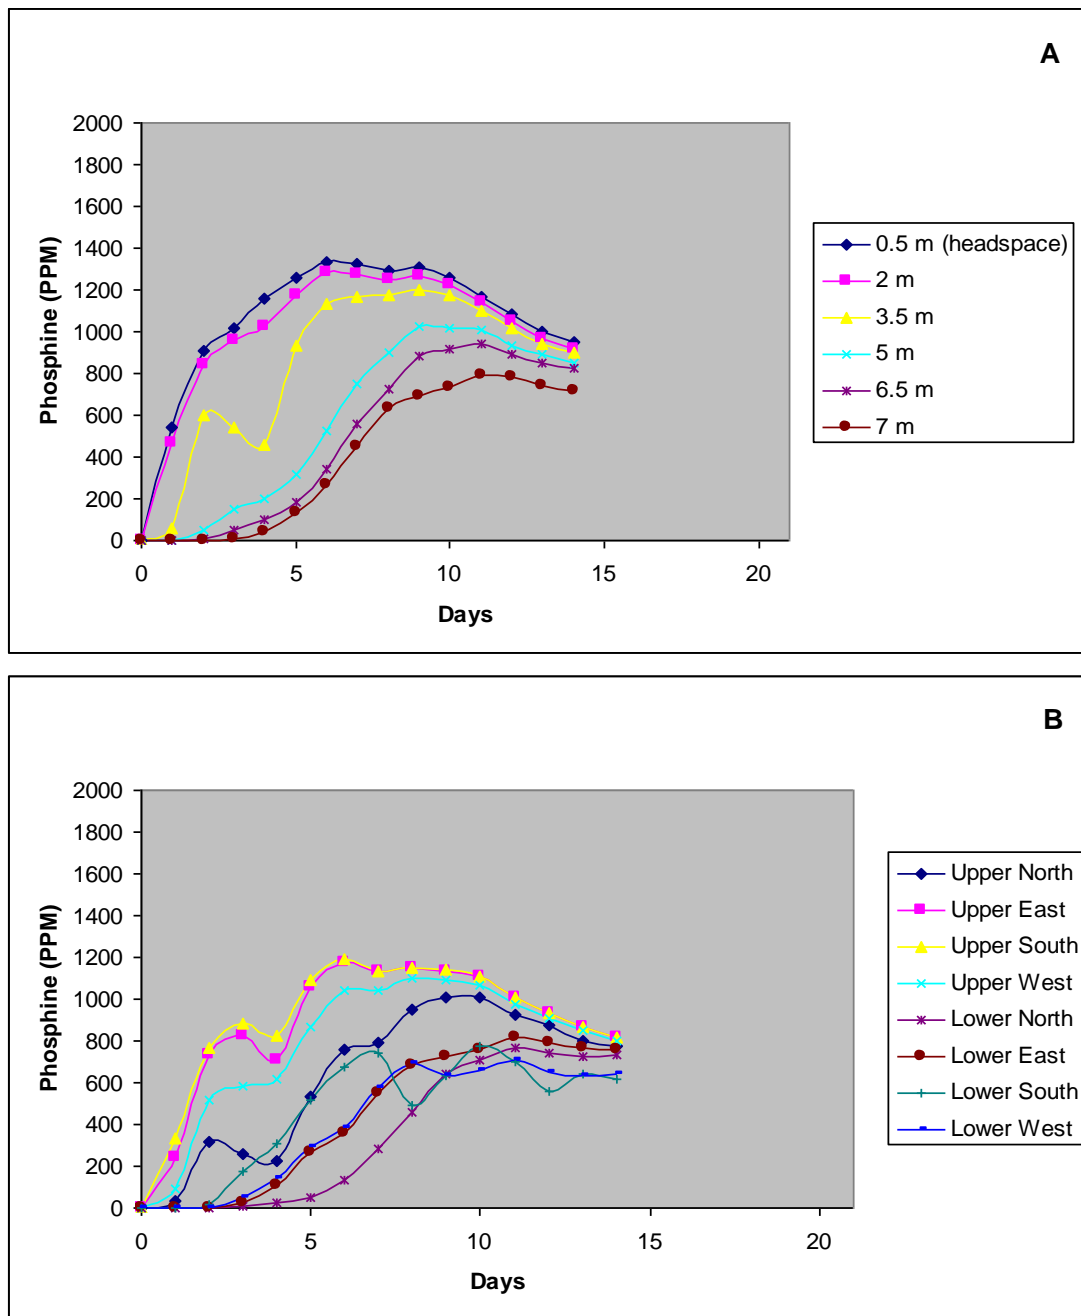 A
Phosphine (PPM)
2000
1800
1600
1400
1200
1000
800
600
400
200
0
0 5 10 15 20
Days
0.5 m (headspace)
2 m
3.5 m
5 m
6.5 m
7 m
B
Phosphine (PPM)
2000
1800
1600
1400
1200
1000
800
600
400
200
0
0 5 10 15 20
Days
Upper North
Upper East
Upper South
Upper West
Lower North
Lower East
Lower South
Lower West